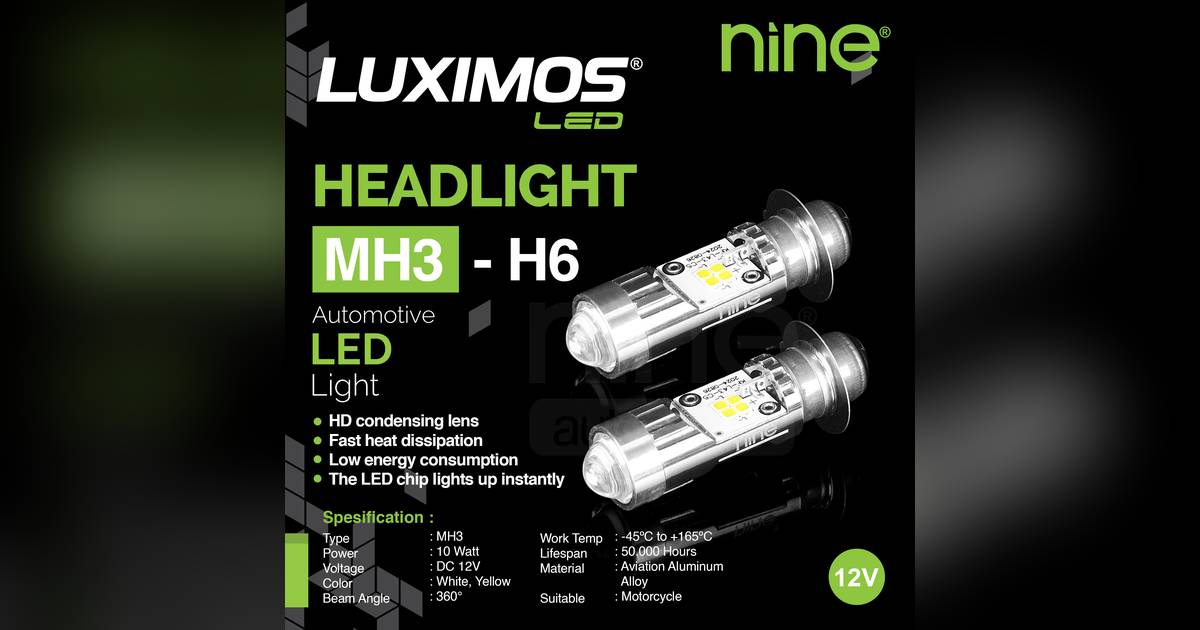 nine®
LUXIMOS®
LED
HEADLIGHT
MH3 - H6
Automotive
LED
Light
HD condensing lens
Fast heat dissipation
Low energy consumption
The LED chip lights up instantly
Spesification :
Type : MH3
Power : 10 Watt
Voltage : DC 12V
Color : White, Yellow
Beam Angle : 360°
Work Temp : -45ºC to +165ºC
Lifespan : 50,000 Hours
Material : Aviation Aluminum
Alloy
Suitable : Motorcycle
12V
nine
nine
nine®